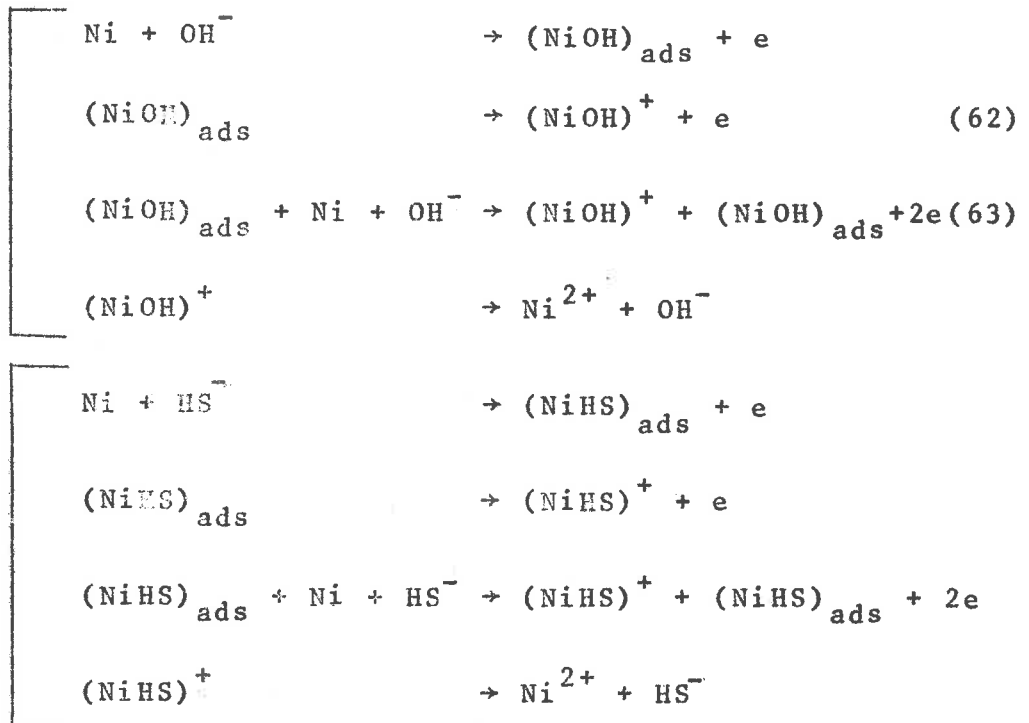 Ni + OH⁻ → (NiOH)ads + e
(NiOH)ads → (NiOH)⁺ + e (62)
(NiOH)ads + Ni + OH⁻ → (NiOH)⁺ + (NiOH)ads +2e(63)
(NiOH)⁺ → Ni²⁺ + OH⁻
Ni + HS⁻ → (NiHS)ads + e
(NiHS)ads → (NiHS)⁺ + e
(NiHS)ads + Ni + HS⁻ → (NiHS)⁺ + (NiHS)ads + 2e
(NiHS)⁺ → Ni²⁺ + HS⁻